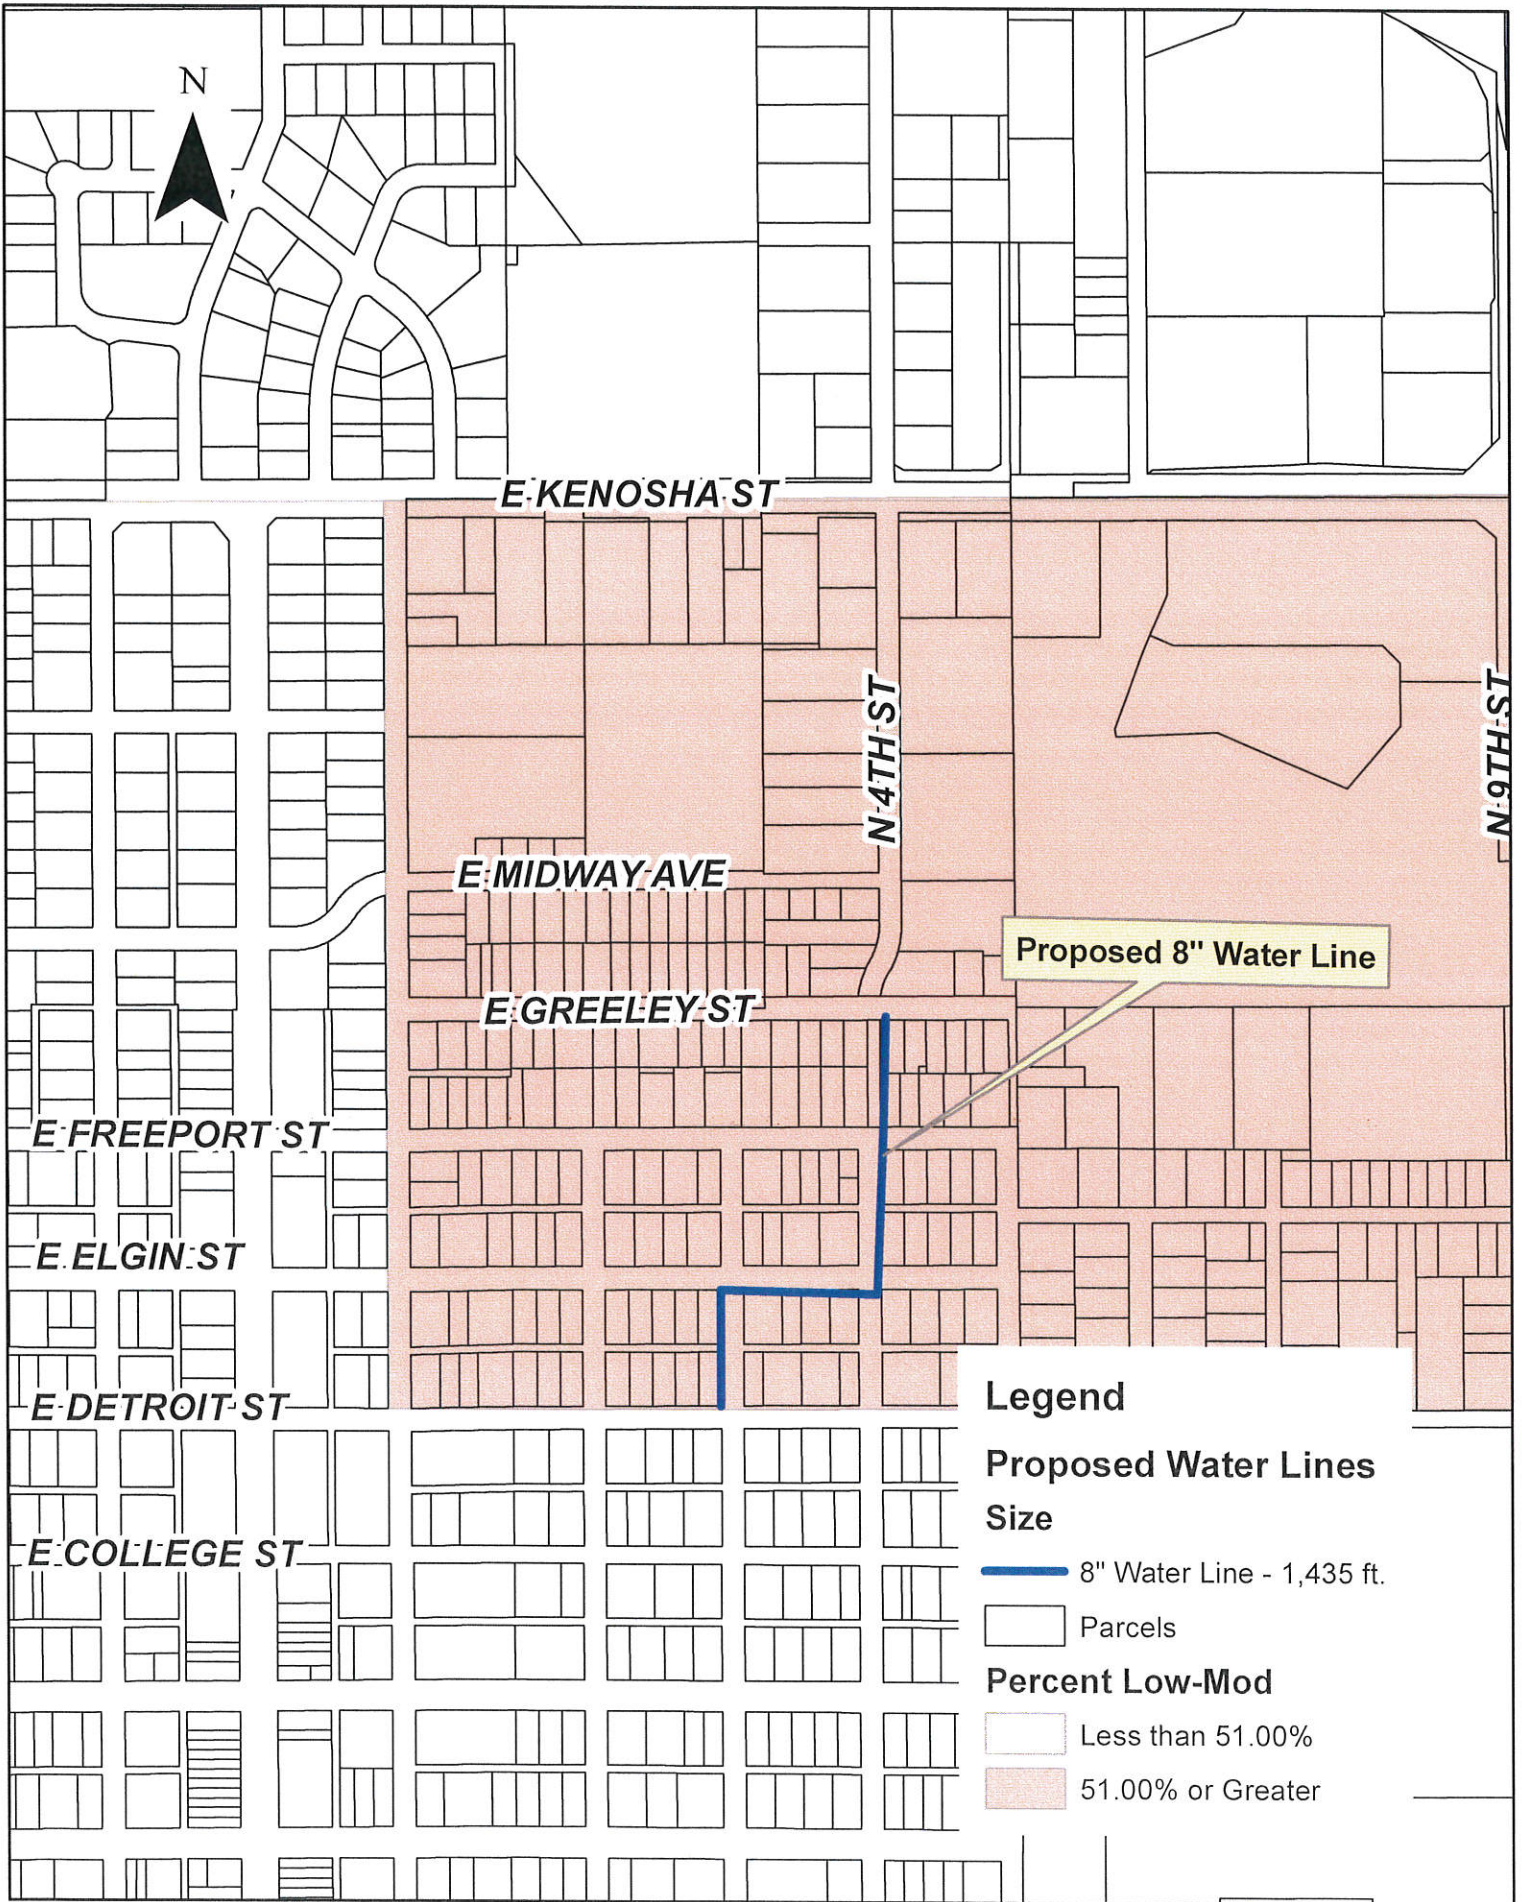 N
E KENOSHA ST
N 4TH ST
N 9TH ST
E MIDWAY AVE
Proposed 8" Water Line
E GREELEY ST
E FREEPORT ST
E ELGIN ST
E DETROIT ST
E COLLEGE ST
Legend
Proposed Water Lines
Size
8" Water Line - 1,435 ft.
Parcels
Percent Low-Mod
Less than 51.00%
51.00% or Greater